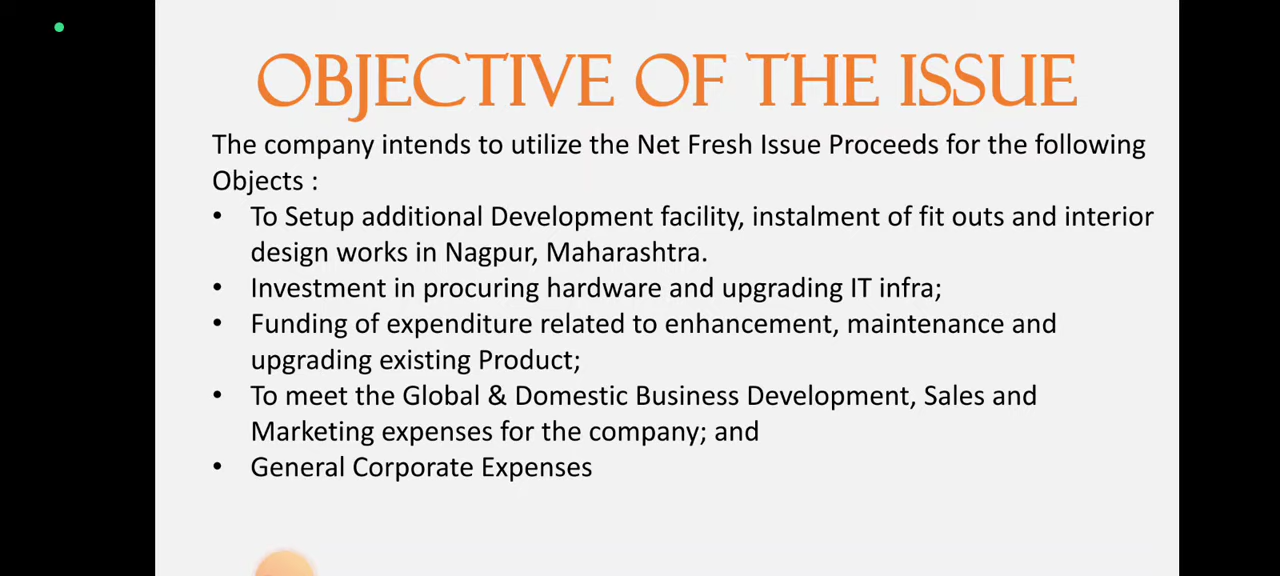 OBJECTIVE OF THE ISSUE
The company intends to utilize the Net Fresh Issue Proceeds for the following
Objects :
• To Setup additional Development facility, instalment of fit outs and interior
design works in Nagpur, Maharashtra.
• Investment in procuring hardware and upgrading IT infra;
• Funding of expenditure related to enhancement, maintenance and
upgrading existing Product;
• To meet the Global & Domestic Business Development, Sales and
Marketing expenses for the company; and
• General Corporate Expenses